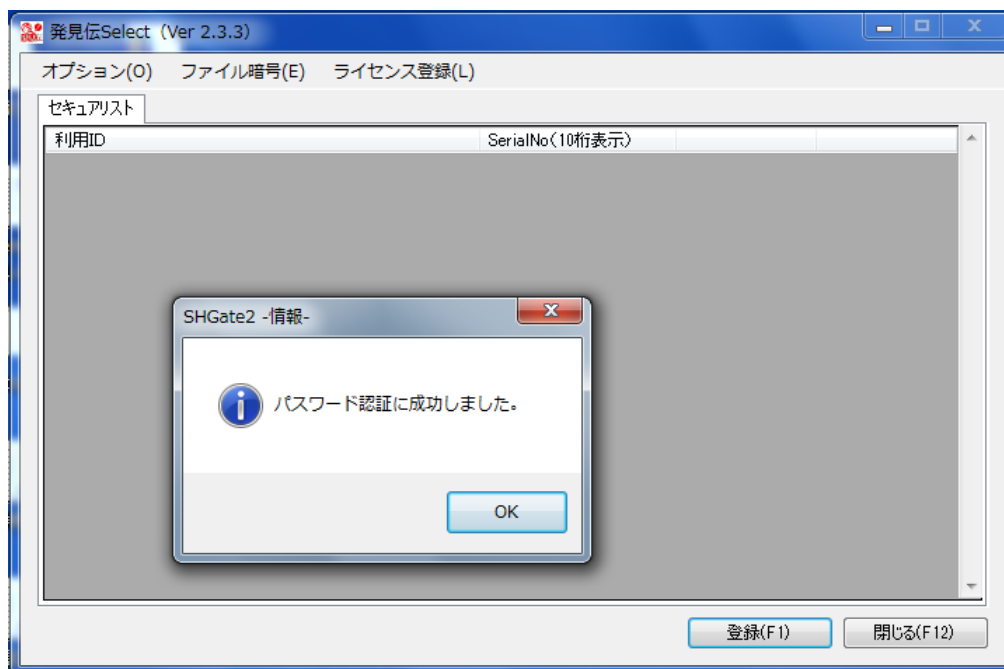 発見伝Select（Ver 2.3.3）
オプション(O) ファイル暗号(E) ライセンス登録(L)
セキュアリスト
利用ID SerialNo(10桁表示)
SHGate2 -情報-
パスワード認証に成功しました。
OK
登録(F1) 閉じる(F12)